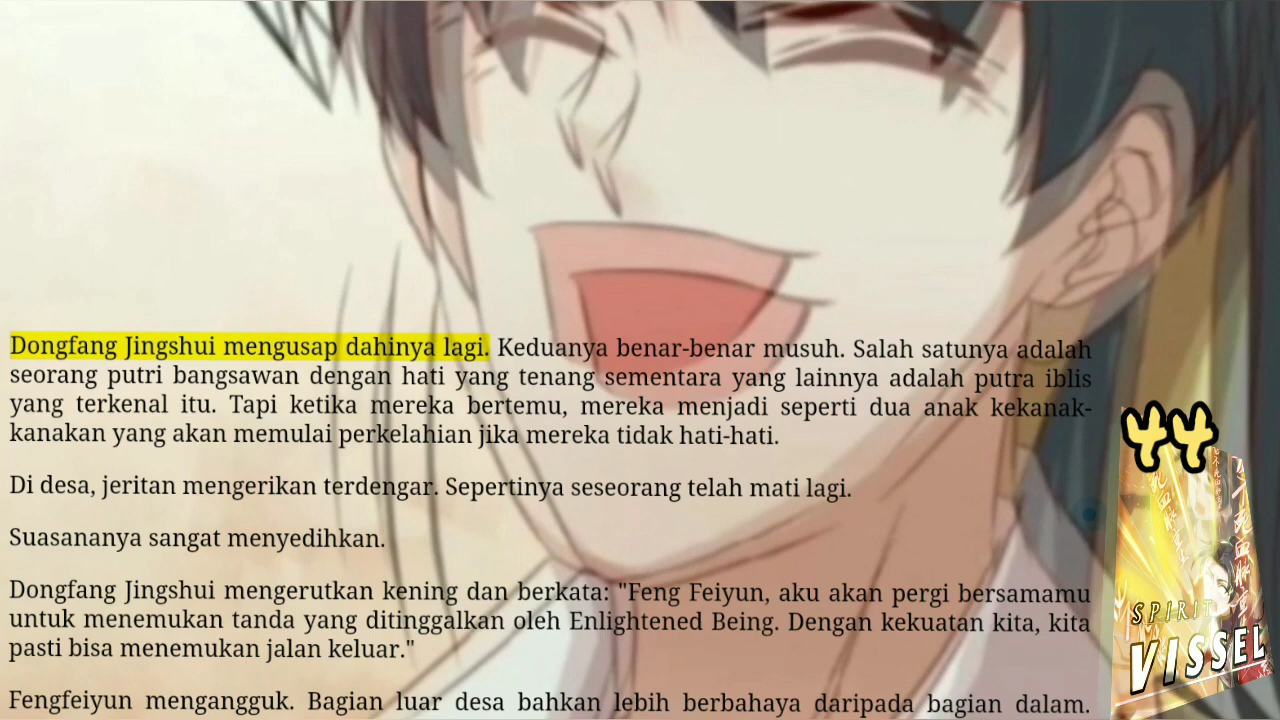 Dongfang Jingshui mengusap dahinya lagi. Keduanya benar-benar musuh. Salah satunya adalah
seorang putri bangsawan dengan hati yang tenang sementara yang lainnya adalah putra iblis
yang terkenal itu. Tapi ketika mereka bertemu, mereka menjadi seperti dua anak kekanak-
kanakan yang akan memulai perkelahian jika mereka tidak hati-hati.
Di desa, jeritan mengerikan terdengar. Sepertinya seseorang telah mati lagi.
Suasananya sangat menyedihkan.
Dongfang Jingshui mengerutkan kening dan berkata: "Feng Feiyun, aku akan pergi bersamamu
untuk menemukan tanda yang ditinggalkan oleh Enlightened Being. Dengan kekuatan kita, kita
pasti bisa menemukan jalan keluar."
Fengfeiyun mengangguk. Bagian luar desa bahkan lebih berbahaya daripada bagian dalam.
44
SPIRIT
VISSEL